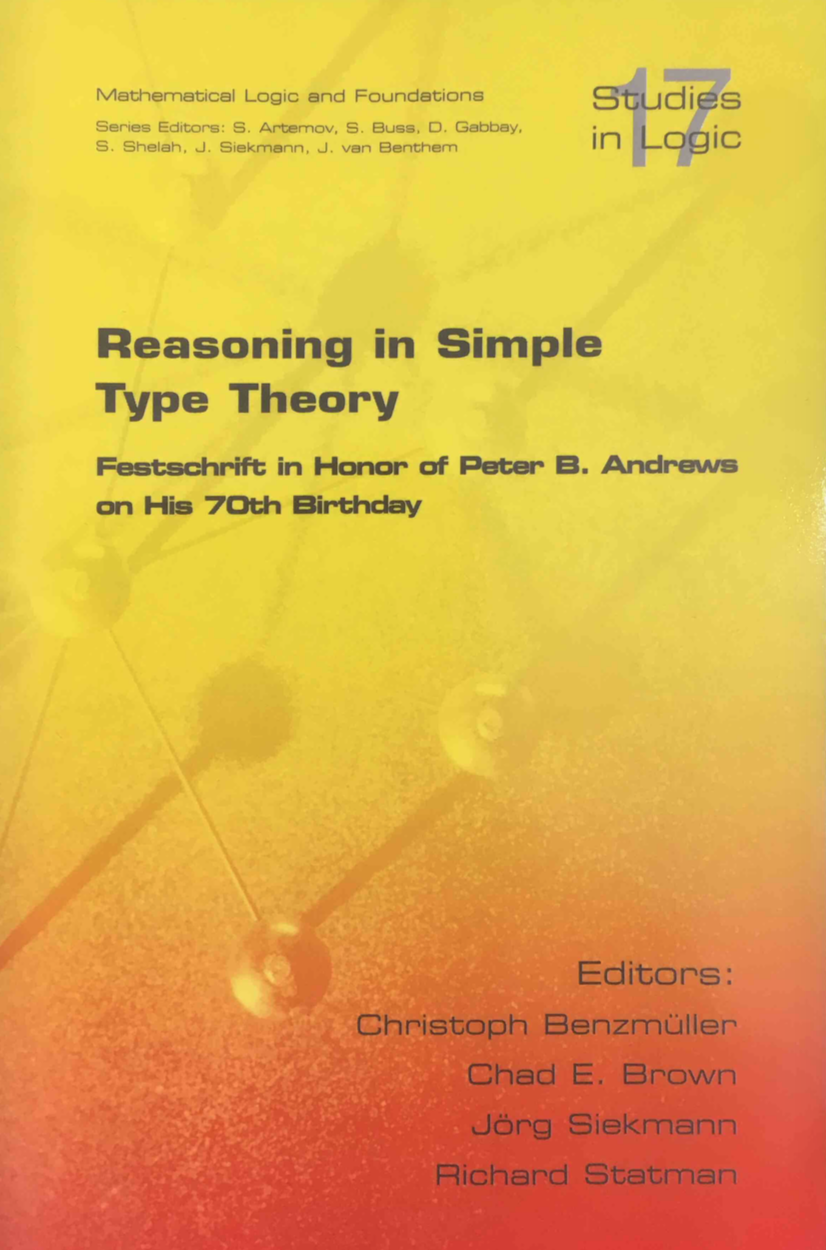 Mathematical Logic and Foundations
Series Editors: S. Artemov, S. Buss, D. Gabbay,
S. Shelah, J. Siekmann, J. van Benthem
17
Studies
in Logic
Reasoning in Simple
Type Theory
Festschrift in Honor of Peter B. Andrews
on His 70th Birthday
Editors:
Christoph Benzmüller
Chad E. Brown
Jörg Siekmann
Richard Statman